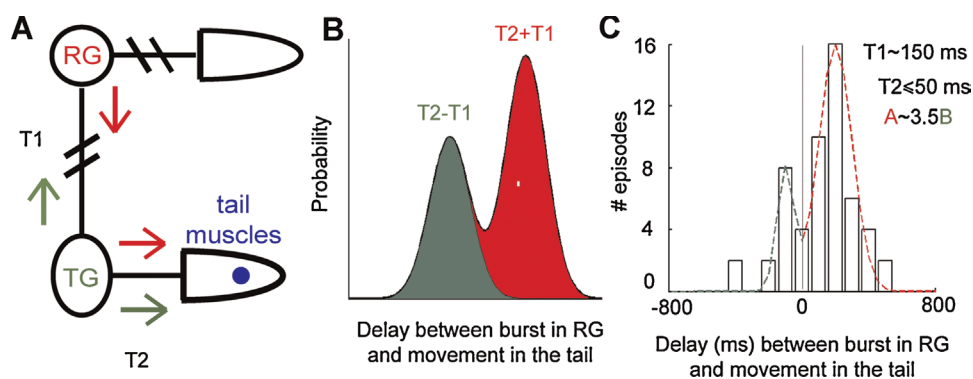 A
RG
T1
tail
muscles
TG
T2
B
T2+T1
T2-T1
Probability
Delay between burst in RG
and movement in the tail
C
16
12
8
4
0
# episodes
T1~150 ms
T2⩽50 ms
A~3.5B
-800
0
800
Delay (ms) between burst in RG
and movement in the tail